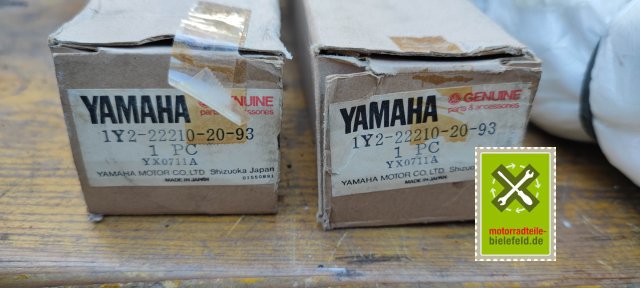 YAMAHA
GENUINE
parts & accessories
1Y2-22210-20-93
1 PC
YX0711A
YAMAHA MOTOR CO.,LTD Shizuoka Japan
MADE IN JAPAN
YAMAHA
GENUINE
parts & accessories
1Y2-22210-20-93
1 PC
YX0711A
YAMAHA MOTOR CO.,LTD Shizuo
MADE IN JAPAN
motorradteile-
bielefeld.de